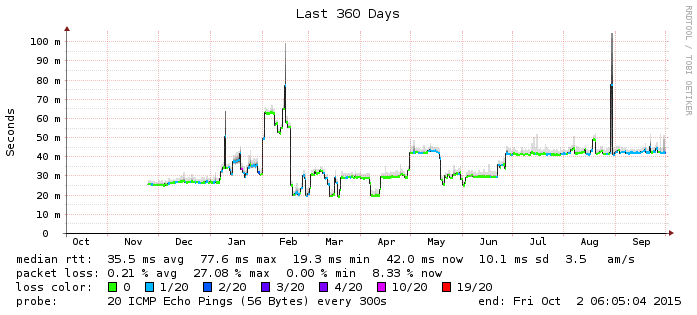 Last 360 Days
RRDTOOL / TOBI OETIKER
Seconds
100 m
90 m
80 m
70 m
60 m
50 m
40 m
30 m
20 m
10 m
0
Oct Nov Dec Jan Feb Mar Apr May Jun Jul Aug Sep
median rtt: 35.5 ms avg 77.6 ms max 19.3 ms min 42.0 ms now 10.1 ms sd 3.5 am/s
packet loss: 0.21 % avg 27.08 % max 0.00 % min 8.33 % now
loss color: 0 1/20 2/20 3/20 4/20 10/20 19/20
probe: 20 ICMP Echo Pings (56 Bytes) every 300s end: Fri Oct 2 06:05:04 2015